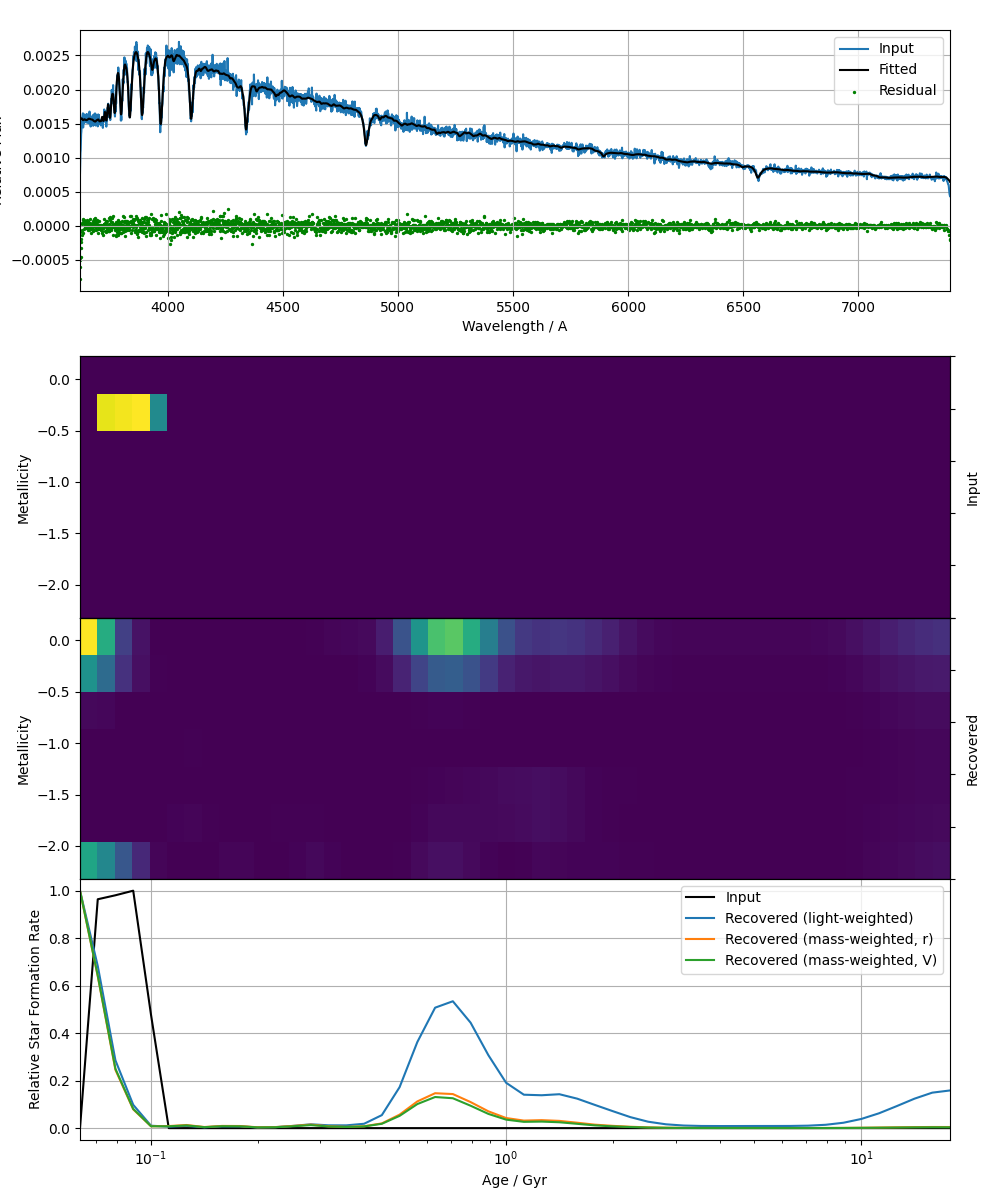 0.0025
0.0020
0.0015
0.0010
0.0005
0.0000
−0.0005
Input
Fitted
Residual
4000 4500 5000 5500 6000 6500 7000
Wavelength / A
0.0
−0.5
−1.0
−1.5
−2.0
Metallicity
Input
0.0
−0.5
−1.0
−1.5
−2.0
Metallicity
Recovered
1.0
0.8
0.6
0.4
0.2
0.0
Relative Star Formation Rate
Input
Recovered (light-weighted)
Recovered (mass-weighted, r)
Recovered (mass-weighted, V)
10⁻¹ 10⁰ 10¹
Age / Gyr